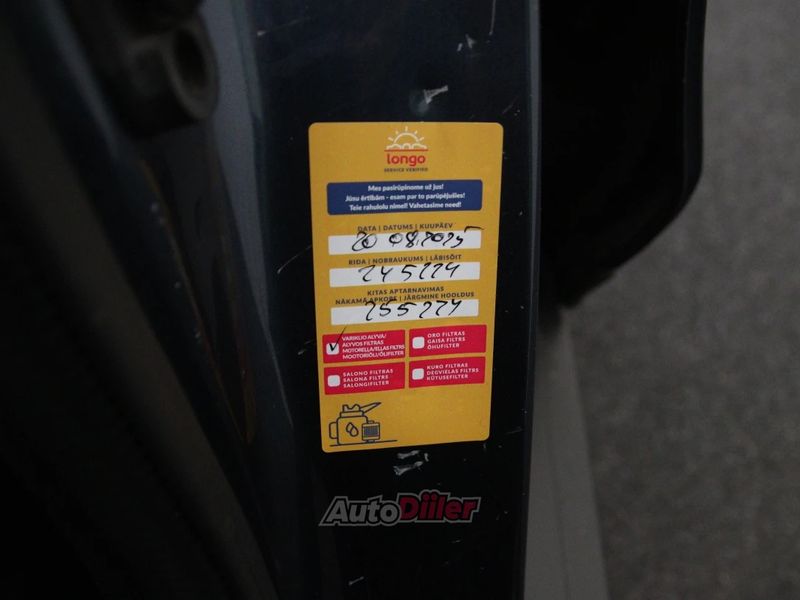 longo
SERVICE VERIFIED
Mes pasirūpinome už jus!
Jūsu ērtībām - esam par to parūpējušies!
Teie rahulolu nimel! Vahetasime need!
DATA | DATUMS | KUUPÄEV
20 08.2025
RIDA | NOBRAUKUMS | LÄBISÕIT
245224
KITAS APTARNAVIMAS
NĀKAMĀ APKOPE | JÄRGMINE HOOLDUS
255224
VARIKLIO ALYVA/
ALYVOS FILTRAS
MOTOREĻĻA/EĻĻAS FILTRS
MOOTORIÕLI/ÕLIFILTER
ORO FILTRAS
GAISA FILTRS
ÕHUFILTER
SALONO FILTRAS
SALONA FILTRS
SALONGIFILTER
KURO FILTRAS
DEGVIELAS FILTRS
KÜTUSEFILTER
AutoDiiler